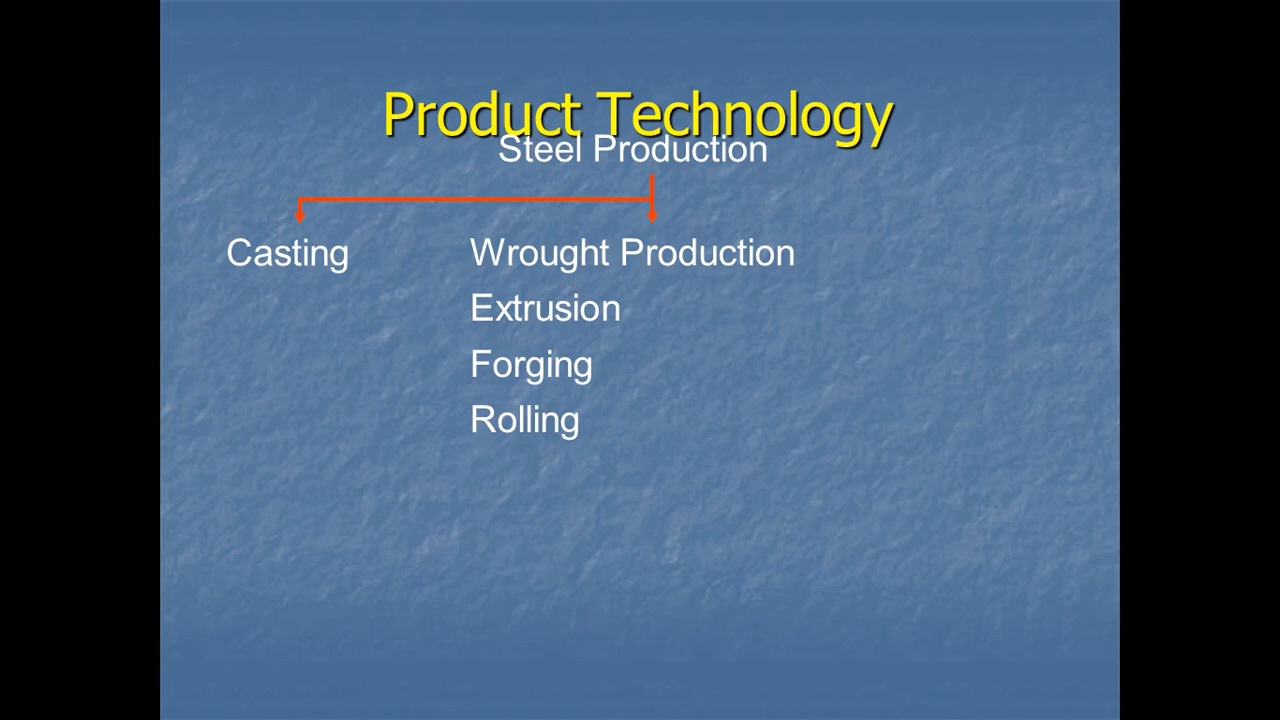 Product Technology
Steel Production
Casting
Wrought Production
Extrusion
Forging
Rolling